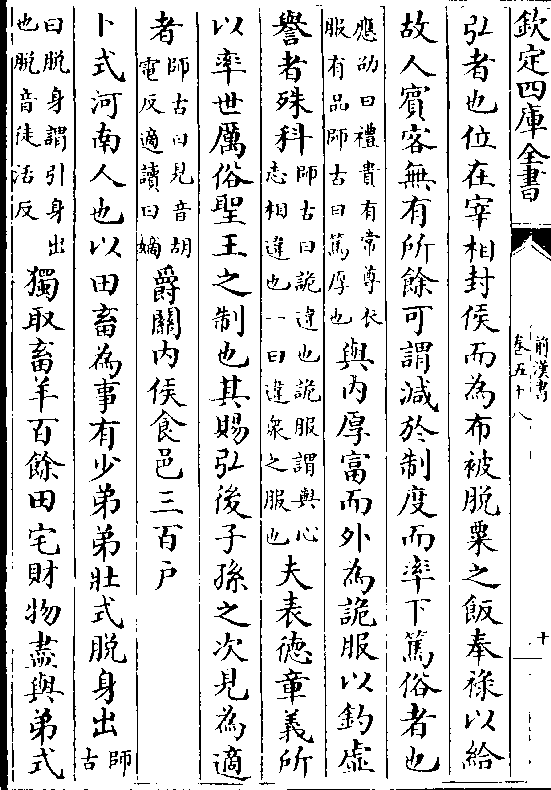 欽定四庫全書
前漢書
卷五十八
十
弘者也位在宰相封侯而為布被脱粟之飯奉祿以給
故人賓客無有所餘可謂減於制度而率下篤俗者也
應劭曰禮貴有常尊衣
服有品師古曰篤厚也
與內厚富而外為詭服以釣虛
譽者殊科
師古曰詭違也詭服謂與心
志相違也一曰違衆之服也
夫表德章義所
以率世厲俗聖王之制也其賜弘後子孫之次見為適
者
師古曰見音胡
電反適讀曰嫡
爵關內侯食邑三百戶
卜式河南人也以田畜為事有少弟弟壯式脱身出
師
古
曰脱身謂引身出
也脱音徒活反
獨取畜羊百餘田宅財物盡與弟式